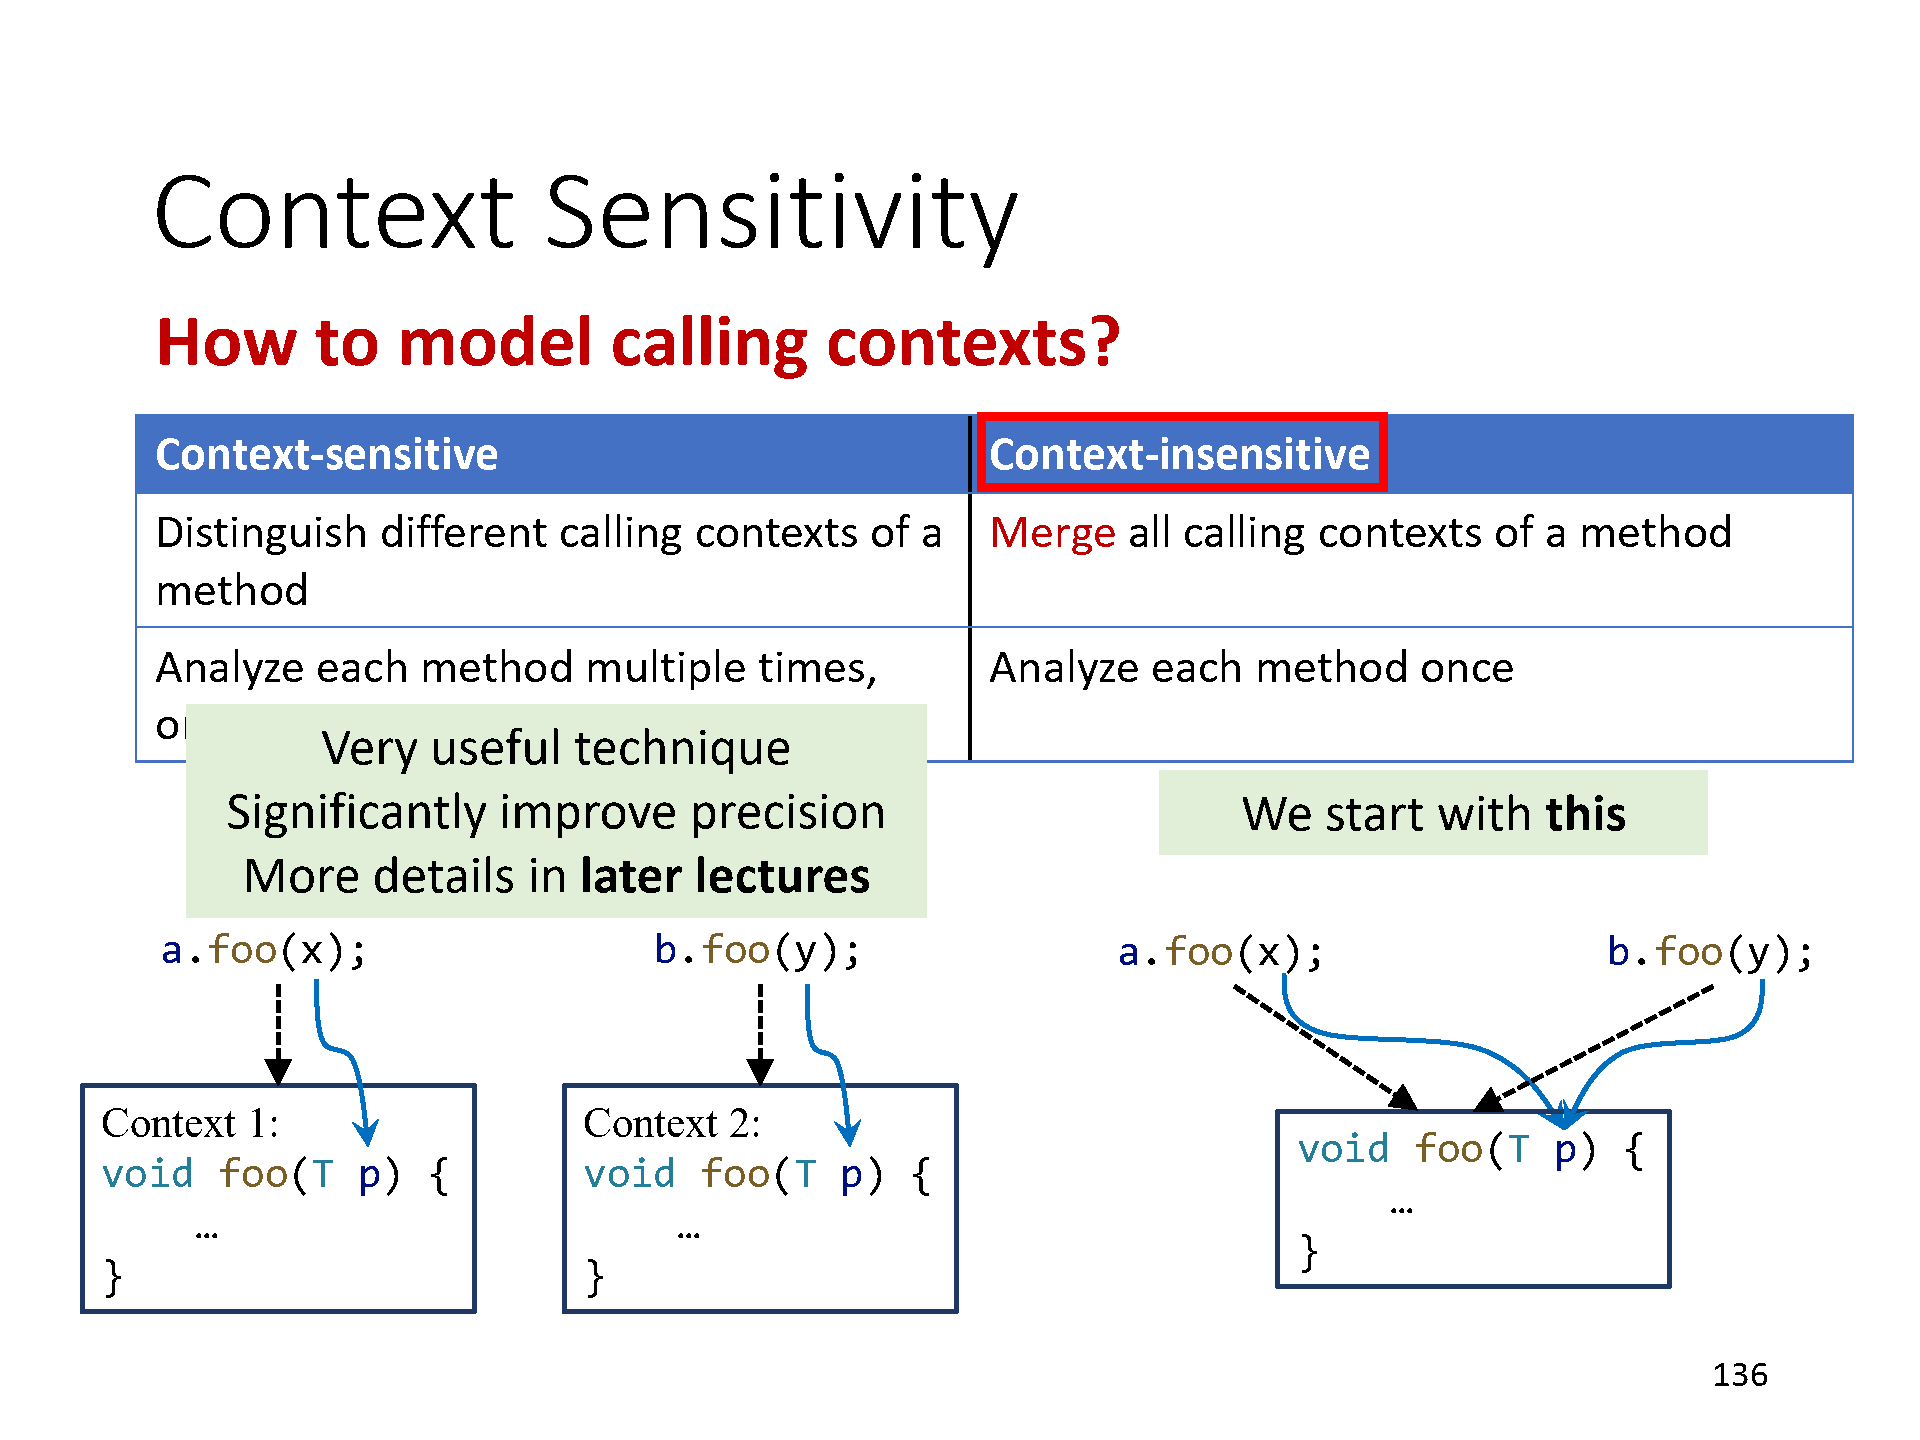 Context Sensitivity
How to model calling contexts?
Context-sensitive
Context-insensitive
Distinguish different calling contexts of a
method
Merge all calling contexts of a method
Analyze each method multiple times,
Analyze each method once
Very useful technique
Significantly improve precision
More details in later lectures
We start with this
a.foo(x);
b.foo(y);
a.foo(x);
b.foo(y);
Context 1:
void foo(T p) {
…
}
Context 2:
void foo(T p) {
…
}
void foo(T p) {
…
}
136